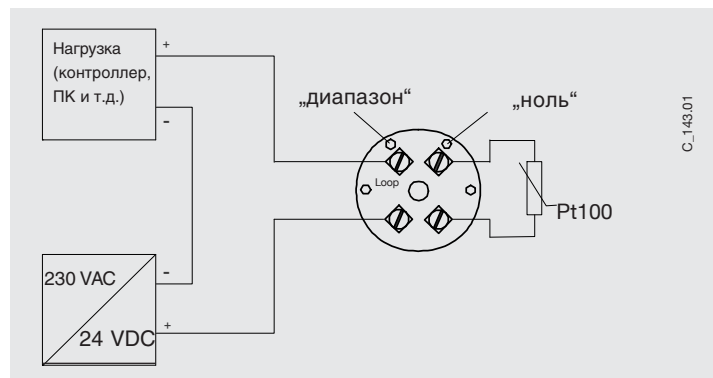 Нагрузка
(контроллер,
ПК и т.д.)
+
-
„диапазон“
„ноль“
Loop
Pt100
230 VAC
24 VDC
-
+
C_143.01